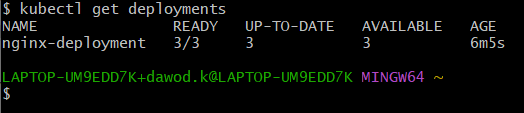 $ kubectl get deployments
NAME READY UP-TO-DATE AVAILABLE AGE
nginx-deployment 3/3 3 3 6m5s
LAPTOP-UM9EDD7K+dawod.k@LAPTOP-UM9EDD7K MINGW64 ~
$